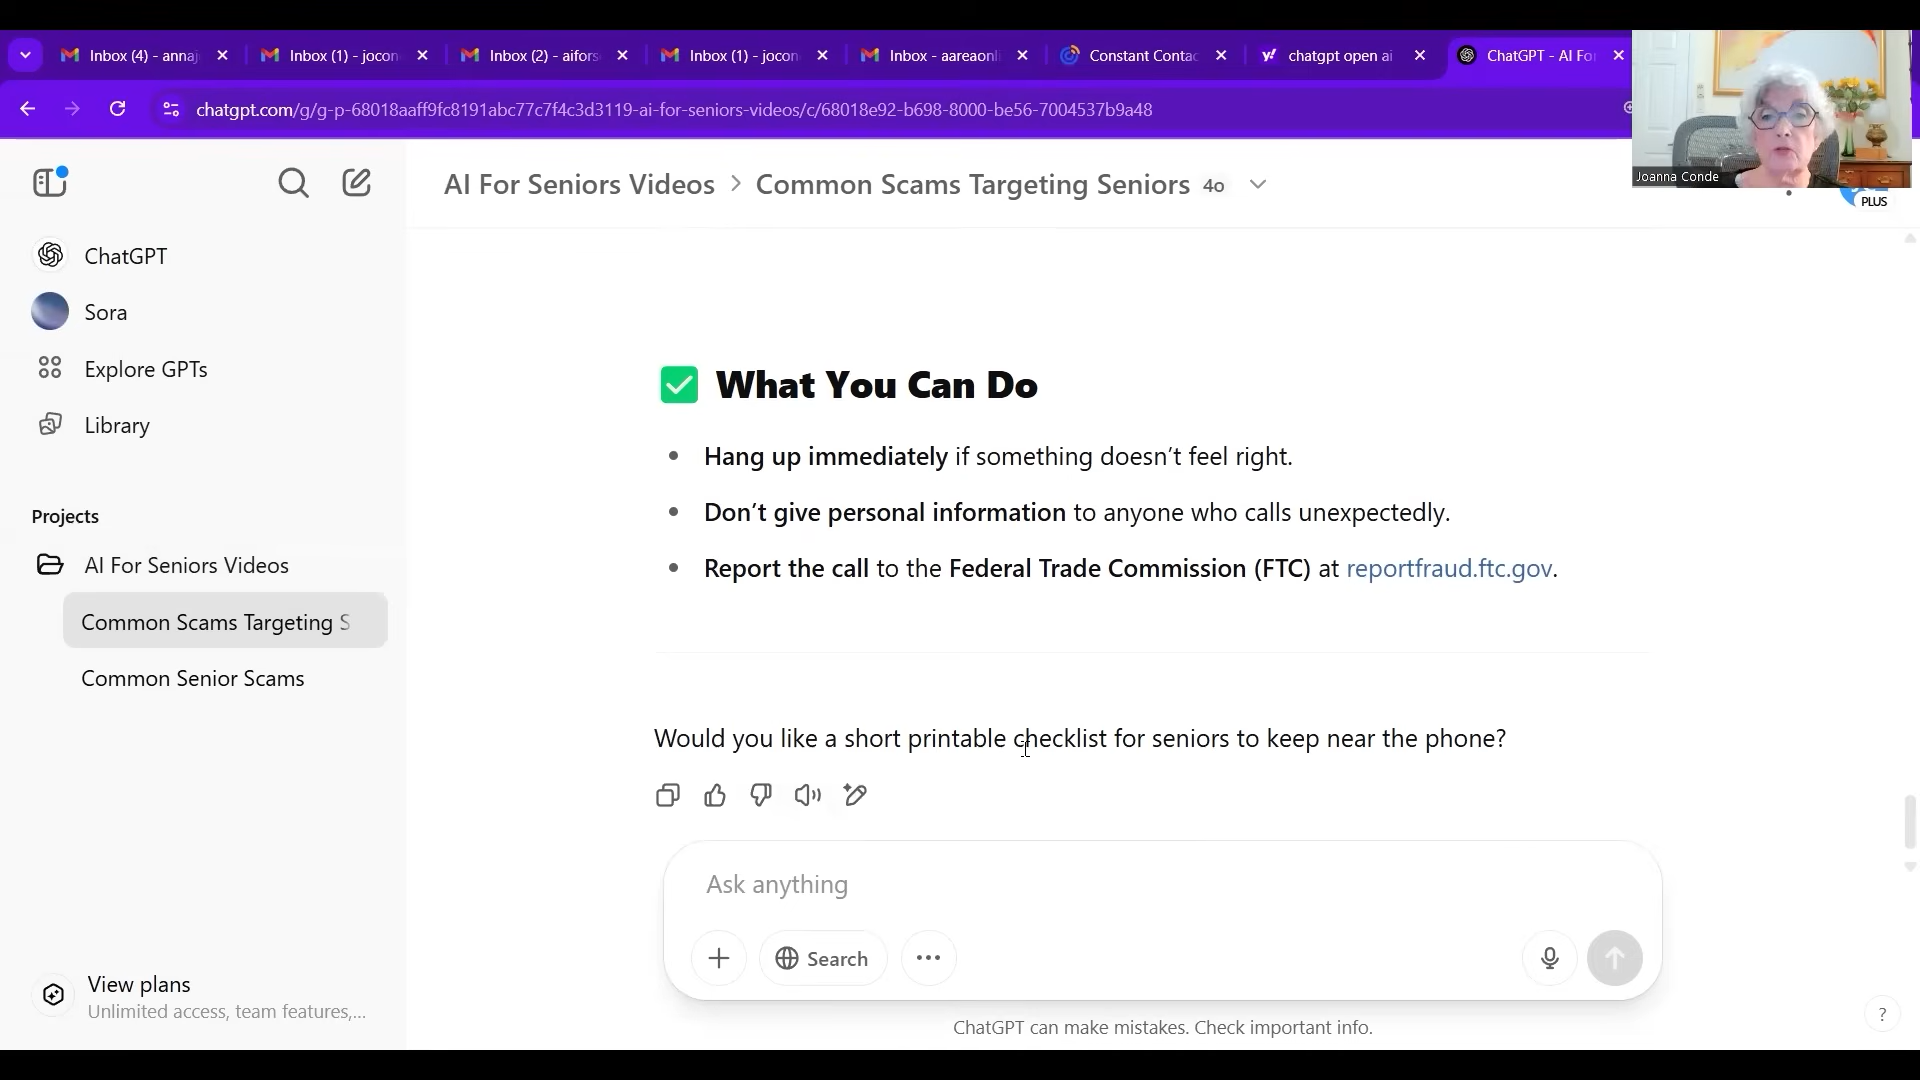 Inbox (4) - annaj
Inbox (1) - jocon
Inbox (2) - aifors
Inbox (1) - jocon
Inbox - aareaonli
Constant Contac
chatgpt open ai
ChatGPT - AI Fo
chatgpt.com/g/g-p-68018aaff9fc8191abc77c7f4c3d3119-ai-for-seniors-videos/c/68018e92-b698-8000-be56-7004537b9a48
Joanna Conde
PLUS
AI For Seniors Videos > Common Scams Targeting Seniors 4o
ChatGPT
Sora
Explore GPTs
Library
Projects
AI For Seniors Videos
Common Scams Targeting S
Common Senior Scams
View plans
Unlimited access, team features,...
What You Can Do
• Hang up immediately if something doesn’t feel right.
• Don’t give personal information to anyone who calls unexpectedly.
• Report the call to the Federal Trade Commission (FTC) at reportfraud.ftc.gov.
Would you like a short printable checklist for seniors to keep near the phone?
Ask anything
Search
ChatGPT can make mistakes. Check important info.
?